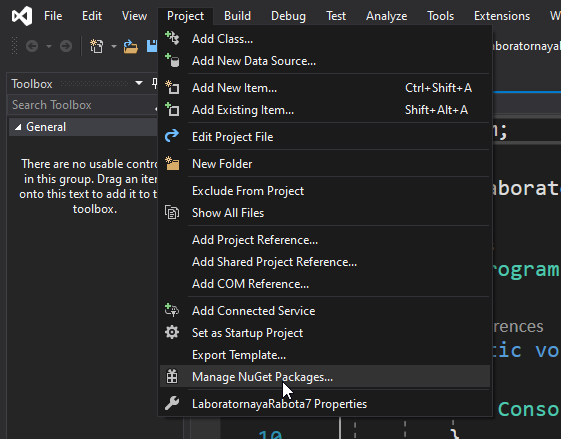 File Edit View Project Build Debug Test Analyze Tools Extensions
Toolbox
Search Toolbox
General
There are no usable contro
in this group. Drag an iter
onto this text to add it to t
toolbox.
Add Class...
Add New Data Source...
Add New Item... Ctrl+Shift+A
Add Existing Item... Shift+Alt+A
Edit Project File
New Folder
Exclude From Project
Show All Files
Add Project Reference...
Add Shared Project Reference...
Add COM Reference...
Add Connected Service
Set as Startup Project
Export Template...
Manage NuGet Packages...
LaboratornayaRabota7 Properties
aboratornaya
m;
aborato
rogram
erences
tic vo
Conso
10 }